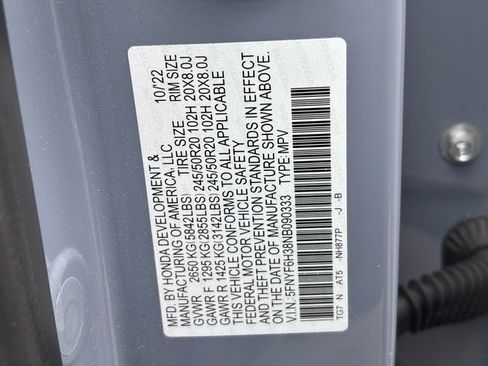 MFD. BY HONDA DEVELOPMENT & 10/22
MANUFACTURING OF AMERICA, LLC
TIRE SIZE RIM SIZE
GVWR 2650 KG (5842LBS)
GAWR F 1295 KG (2855LBS) 245/50R20 102H 20X8.0J
GAWR R 1425 KG (3142LBS) 245/50R20 102H 20X8.0J
THIS VEHICLE CONFORMS TO ALL APPLICABLE
FEDERAL MOTOR VEHICLE SAFETY
AND THEFT PREVENTION STANDARDS IN EFFECT
ON THE DATE OF MANUFACTURE SHOWN ABOVE.
V.I.N.: 5FNYF6H38NB090333 TYPE:MPV
TG7 N AT5 NH877P -J -B